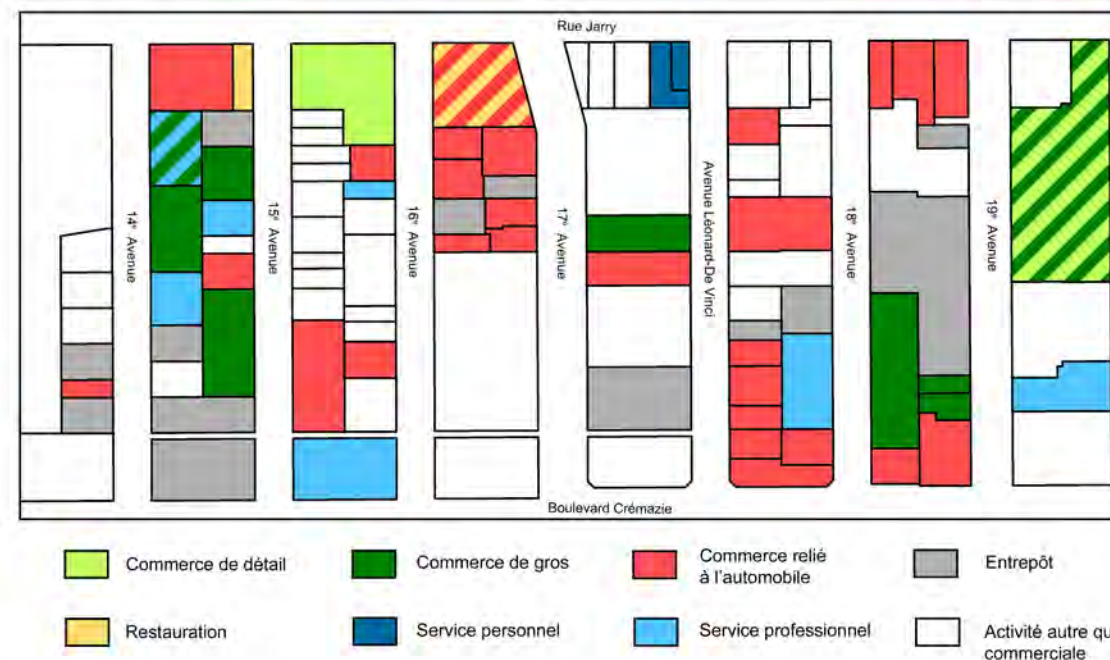 Rue Jarry
14e Avenue
15e Avenue
16e Avenue
17e Avenue
Avenue Léonard-De Vinci
18e Avenue
19e Avenue
Boulevard Crémazie
Commerce de détail
Commerce de gros
Commerce relié
à l'automobile
Entrepôt
Restauration
Service personnel
Service professionnel
Activité autre qu
commerciale